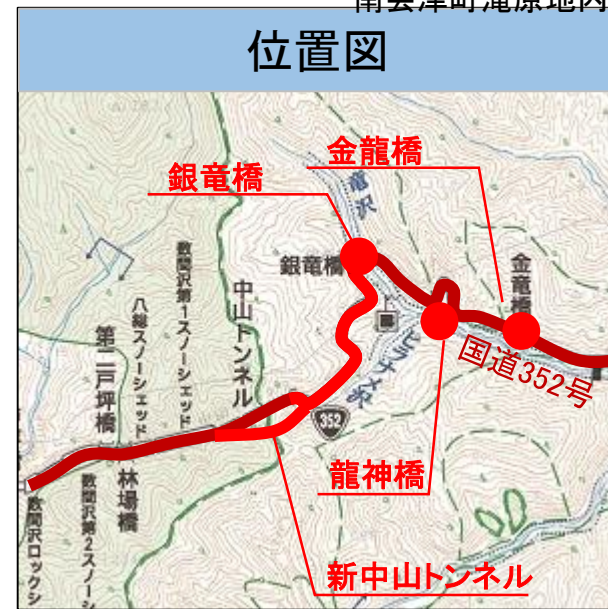 南会津町滝原地内
位置図
金龍橋
銀竜橋
竜沢
銀竜橋
金竜橋
数間沢第1スノーシェッド
中山トンネル
八総スノーシェッド
第二戸坪橋
ヒラナメ沢
国道352号
352
龍神橋
林場橋
数間沢第2スノーシ
数間沢ロックシ
新中山トンネル